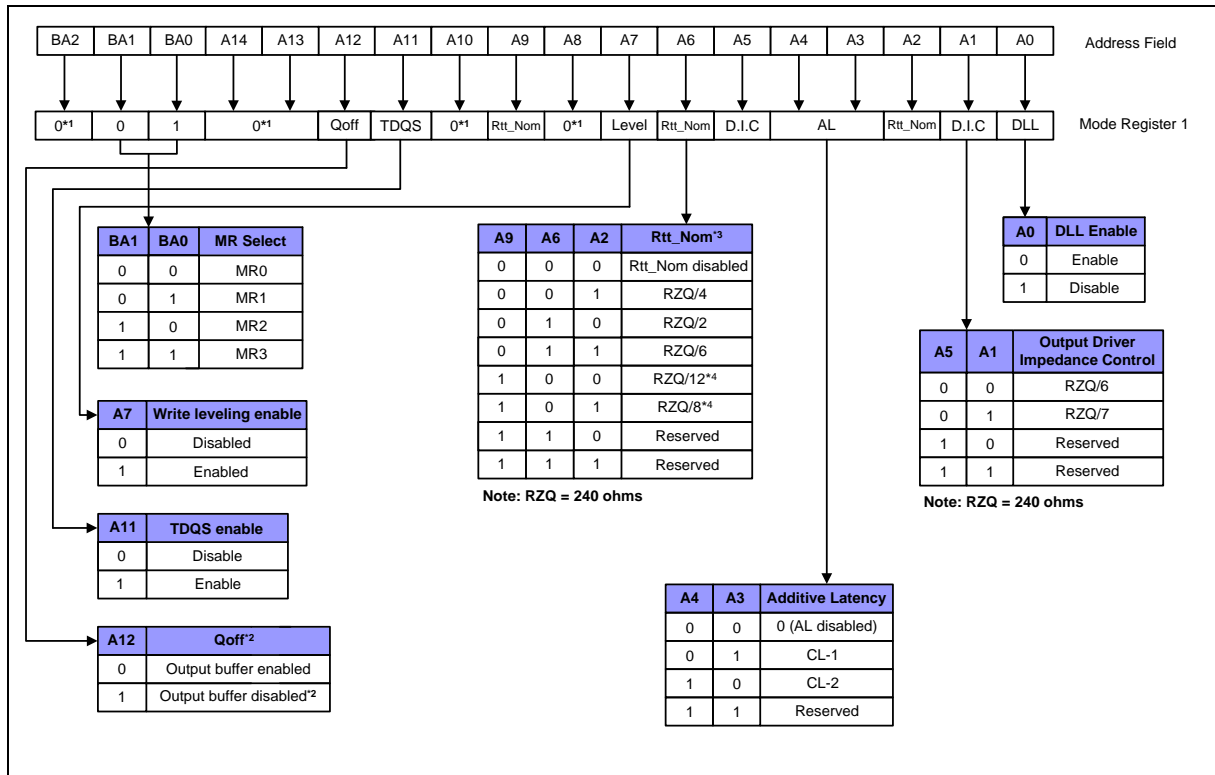 BA2 BA1 BA0 A14 A13 A12 A11 A10 A9 A8 A7 A6 A5 A4 A3 A2 A1 A0 Address Field
0*1 0 1 0*1 Qoff TDQS 0*1 Rtt_Nom 0*1 Level Rtt_Nom D.I.C AL Rtt_Nom D.I.C DLL Mode Register 1
BA1 BA0 MR Select
0 0 MR0
0 1 MR1
1 0 MR2
1 1 MR3
A7 Write leveling enable
0 Disabled
1 Enabled
A11 TDQS enable
0 Disable
1 Enable
A12 Qoff*2
0 Output buffer enabled
1 Output buffer disabled*2
A9 A6 A2 Rtt_Nom*3
0 0 0 Rtt_Nom disabled
0 0 1 RZQ/4
0 1 0 RZQ/2
0 1 1 RZQ/6
1 0 0 RZQ/12*4
1 0 1 RZQ/8*4
1 1 0 Reserved
1 1 1 Reserved
Note: RZQ = 240 ohms
A4 A3 Additive Latency
0 0 0 (AL disabled)
0 1 CL-1
1 0 CL-2
1 1 Reserved
A0 DLL Enable
0 Enable
1 Disable
A5 A1 Output Driver
Impedance Control
0 0 RZQ/6
0 1 RZQ/7
1 0 Reserved
1 1 Reserved
Note: RZQ = 240 ohms